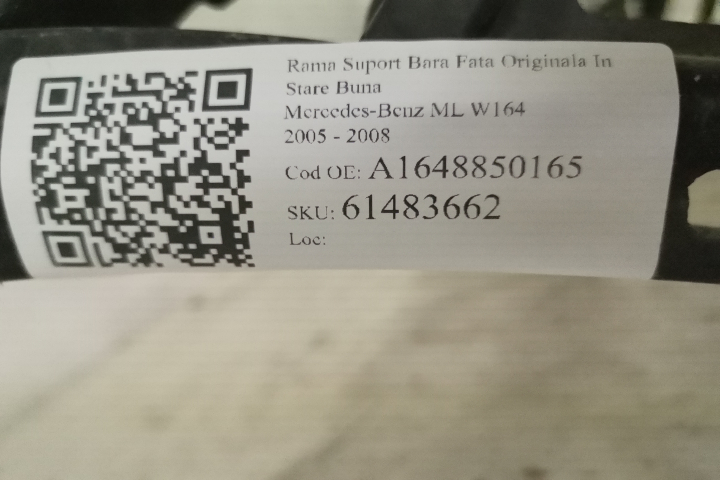 Rama Suport Bara Fata Originala In
Stare Buna
Mercedes-Benz ML W164
2005 - 2008
Cod OE: A1648850165
SKU: 61483662
Loc: